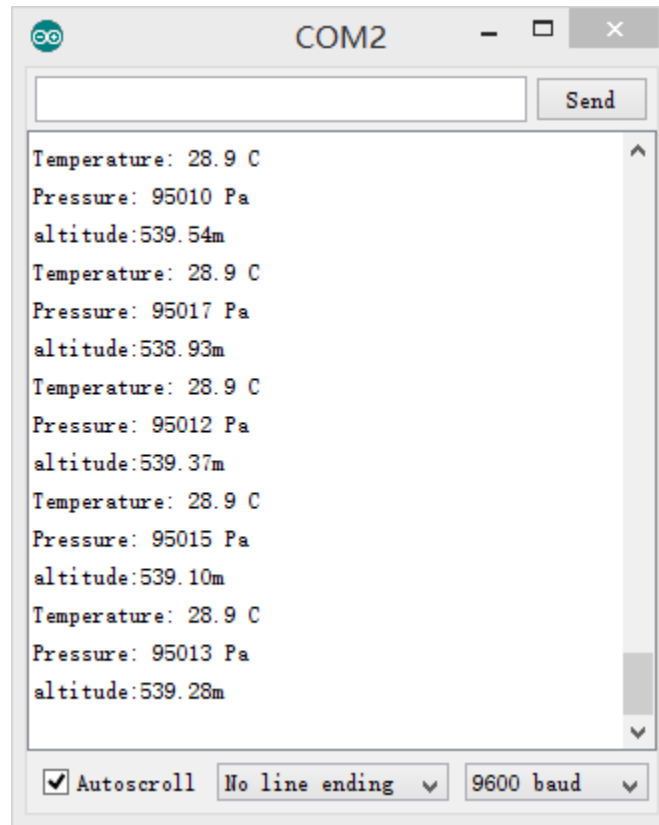 COM2
Send
Temperature: 28.9 C
Pressure: 95010 Pa
altitude:539.54m
Temperature: 28.9 C
Pressure: 95017 Pa
altitude:538.93m
Temperature: 28.9 C
Pressure: 95012 Pa
altitude:539.37m
Temperature: 28.9 C
Pressure: 95015 Pa
altitude:539.10m
Temperature: 28.9 C
Pressure: 95013 Pa
altitude:539.28m
Autoscroll No line ending 9600 baud